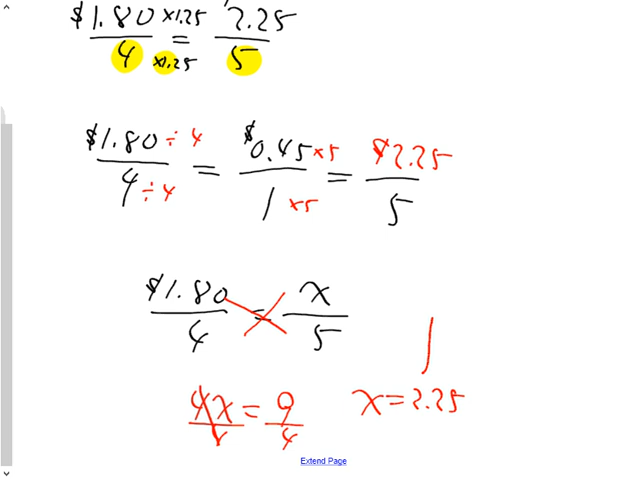 $1.80 ×1.25 2.25
4 ×1.25 = 5
$1.80 ÷ 4 = $0.45 ×5 = $2.25
4 ÷ 4 1 ×5 5
$1.80 = x
4 5
4x = 9 x = 2.25
4 4
Extend Page